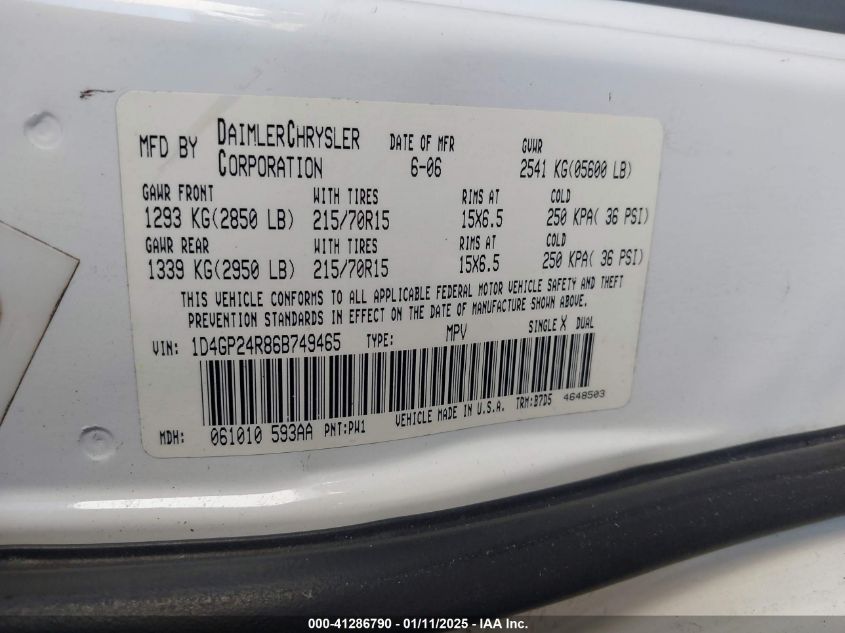 MFD BY DAIMLERCHRYSLER CORPORATION DATE OF MFR 6-06 GVWR 2541 KG(05600 LB)
GAWR FRONT WITH TIRES RIMS AT COLD
1293 KG(2850 LB) 215/70R15 15X6.5 250 KPA( 36 PSI)
GAWR REAR WITH TIRES RIMS AT COLD
1339 KG(2950 LB) 215/70R15 15X6.5 250 KPA( 36 PSI)
THIS VEHICLE CONFORMS TO ALL APPLICABLE FEDERAL MOTOR VEHICLE SAFETY AND THEFT
PREVENTION STANDARDS IN EFFECT ON THE DATE OF MANUFACTURE SHOWN ABOVE.
VIN: 1D4GP24R86B749465 TYPE: MPV SINGLE X DUAL
MDH: 061010 593AA PNT:PW1 VEHICLE MADE IN U.S.A. TRM:B7D5 4648503
000-41286790 - 01/11/2025 - IAA Inc.